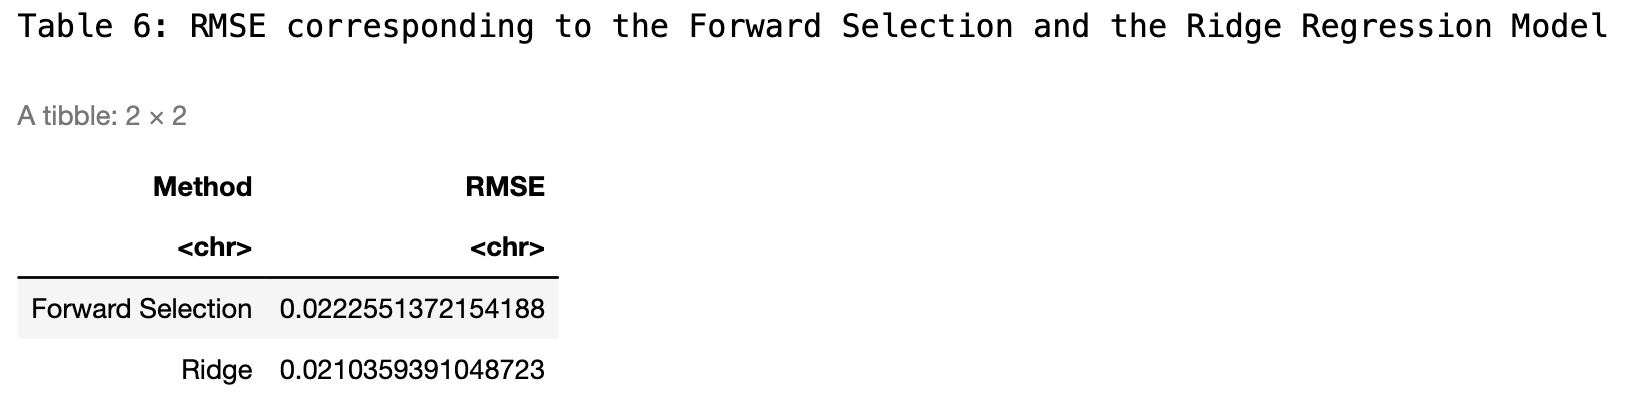 Table 6: RMSE corresponding to the Forward Selection and the Ridge Regression Model
A tibble: 2 × 2
Method RMSE
<chr> <chr>
Forward Selection 0.0222551372154188
Ridge 0.0210359391048723